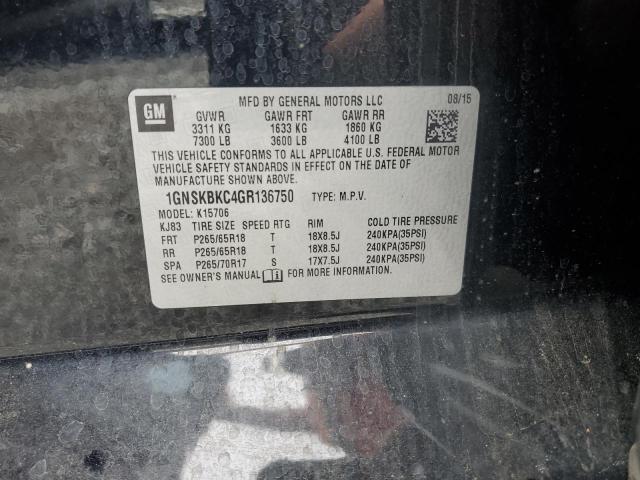 GM
MFD BY GENERAL MOTORS LLC 08/15
GVWR GAWR FRT GAWR RR
3311 KG 1633 KG 1860 KG
7300 LB 3600 LB 4100 LB
THIS VEHICLE CONFORMS TO ALL APPLICABLE U.S. FEDERAL MOTOR
VEHICLE SAFETY STANDARDS IN EFFECT ON THE DATE OF
MANUFACTURE SHOWN ABOVE.
1GNSKBKC4GR136750 TYPE: M.P.V.
MODEL: K15706
KJ83 TIRE SIZE SPEED RTG RIM COLD TIRE PRESSURE
FRT P265/65R18 T 18X8.5J 240KPA(35PSI)
RR P265/65R18 T 18X8.5J 240KPA(35PSI)
SPA P265/70R17 S 17X7.5J 240KPA(35PSI)
SEE OWNER'S MANUAL FOR MORE INFORMATION.